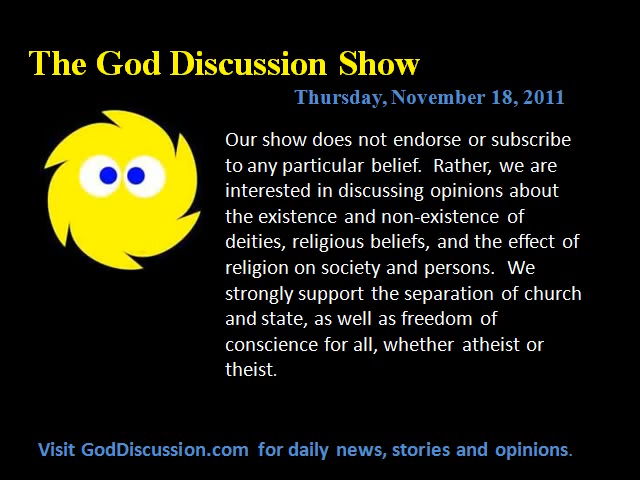 The God Discussion Show
Thursday, November 18, 2011
Our show does not endorse or subscribe
to any particular belief.  Rather, we are
interested in discussing opinions about
the existence and non-existence of
deities, religious beliefs, and the effect of
religion on society and persons.  We
strongly support the separation of church
and state, as well as freedom of
conscience for all, whether atheist or
theist.
Visit GodDiscussion.com  for daily news, stories and opinions.